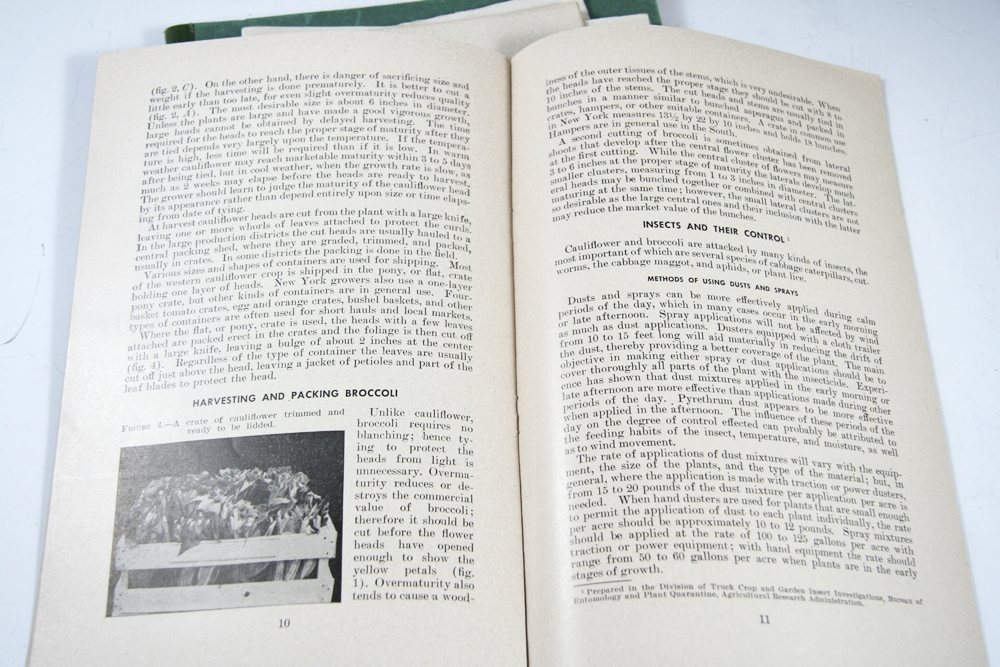 (fig. 2, C). On the other hand, there is danger of sacrificing size and
weight if the harvesting is done prematurely. It is better to cut a
little early than too late, for even slight overmaturity reduces quality
(fig. 2, A). The most desirable size is about 6 inches in diameter.
Unless the plants are large and have made a good vigorous growth,
large heads cannot be obtained by delayed harvesting. The time
required for the heads to reach the proper stage of maturity after they
are tied depends very largely upon the temperature. If the tempera-
ture is high, less time will be required than if it is low. In warm
weather cauliflower may reach marketable maturity within 3 to 5 days
after being tied, but in cool weather, when the growth rate is slow, as
much as 2 weeks may elapse before the heads are ready to harvest.
The grower should learn to judge the maturity of the cauliflower head
by its appearance rather than depend entirely upon size or time elaps-
ing from date of tying.
At harvest cauliflower heads are cut from the plant with a large knife,
leaving one or more whorls of leaves attached to protect the curds.
In the large production districts the cut heads are usually hauled to a
central packing shed, where they are graded, trimmed, and packed,
usually in crates. In some districts the packing is done in the field.
Various sizes and shapes of containers are used for shipping. Most
of the western cauliflower crop is shipped in the pony, or flat, crate
holding one layer of heads. New York growers also use a one-layer
pony crate, but other kinds of containers are in general use. Four-
basket tomato crates, egg and orange crates, bushel baskets, and other
types of containers are often used for short hauls and local markets.
Where the flat, or pony, crate is used, the heads with a few leaves
attached are packed erect in the crates and the foliage is then cut off
with a large knife, leaving a bulge of about 2 inches at the center
(fig. 4). Regardless of the type of container the leaves are usually
cut off just above the head, leaving a jacket of petioles and part of the
leaf blades to protect the head.
HARVESTING AND PACKING BROCCOLI
FIGURE 4.—A crate of cauliflower trimmed and
ready to be lidded.
Unlike cauliflower,
broccoli requires no
blanching; hence ty-
ing to protect the
heads from light is
unnecessary. Overma-
turity reduces or de-
stroys the commercial
value of broccoli;
therefore it should be
cut before the flower
heads have opened
enough to show the
yellow petals (fig.
1). Overmaturity also
tends to cause a wood-
10
iness of the outer tissues of the stems, which is very undesirable. When
the heads have reached the proper stage they should be cut with 8 to
10 inches of the stems. The cut heads and stems are usually tied in
bunches in a manner similar to bunched asparagus and packed in
crates, hampers, or other suitable containers. A crate in common use
in New York measures 13½ by 22 by 10 inches and holds 18 bunches.
Hampers are in general use in the South.
A second cutting of broccoli is sometimes obtained from lateral
shoots that develop after the central flower cluster has been removed
at the first cutting. While the central cluster of flowers may measure
3 to 6 inches at the proper stage of maturity the laterals develop much
smaller clusters, measuring from 1 to 3 inches in diameter. The lat-
eral heads may be bunched together or combined with central clusters
maturing at the same time; however, the small lateral clusters are not
so desirable as the large central ones and their inclusion with the latter
may reduce the market value of the bunches.
INSECTS AND THEIR CONTROL ¹
Cauliflower and broccoli are attacked by many kinds of insects, the
most important of which are several species of cabbage caterpillars, cut-
worms, the cabbage maggot, and aphids, or plant lice.
METHODS OF USING DUSTS AND SPRAYS
Dusts and sprays can be more effectively applied during calm
periods of the day, which in many cases occur in the early morning
or late afternoon. Spray applications will not be affected by wind
as much as dust applications. Dusters equipped with a cloth trailer
from 10 to 15 feet long will aid materially in reducing the drift of
the dust, thereby providing a better coverage of the plant. The main
objective in making either spray or dust applications should be to
cover thoroughly all parts of the plant with the insecticide. Experi-
ence has shown that dust mixtures applied in the early morning or
late afternoon are more effective than applications made during other
periods of the day. Pyrethrum dust appears to be more effective
when applied in the afternoon. The influence of these periods of the
day on the degree of control effected can probably be attributed to
the feeding habits of the insect, temperature, and moisture, as well
as to wind movement.
The rate of applications of dust mixtures will vary with the equip-
ment, the size of the plants, and the type of the material; but, in
general, where the application is made with traction or power dusters,
from 15 to 20 pounds of the dust mixture per application per acre is
needed. When hand dusters are used for plants that are small enough
to permit the application of dust to each plant individually, the rate
per acre should be approximately 10 to 12 pounds. Spray mixtures
should be applied at the rate of 100 to 125 gallons per acre with
traction or power equipment; with hand equipment the rate should
range from 50 to 60 gallons per acre when plants are in the early
stages of growth.
¹ Prepared in the Division of Truck Crop and Garden Insect Investigations, Bureau of
Entomology and Plant Quarantine, Agricultural Research Administration.
11